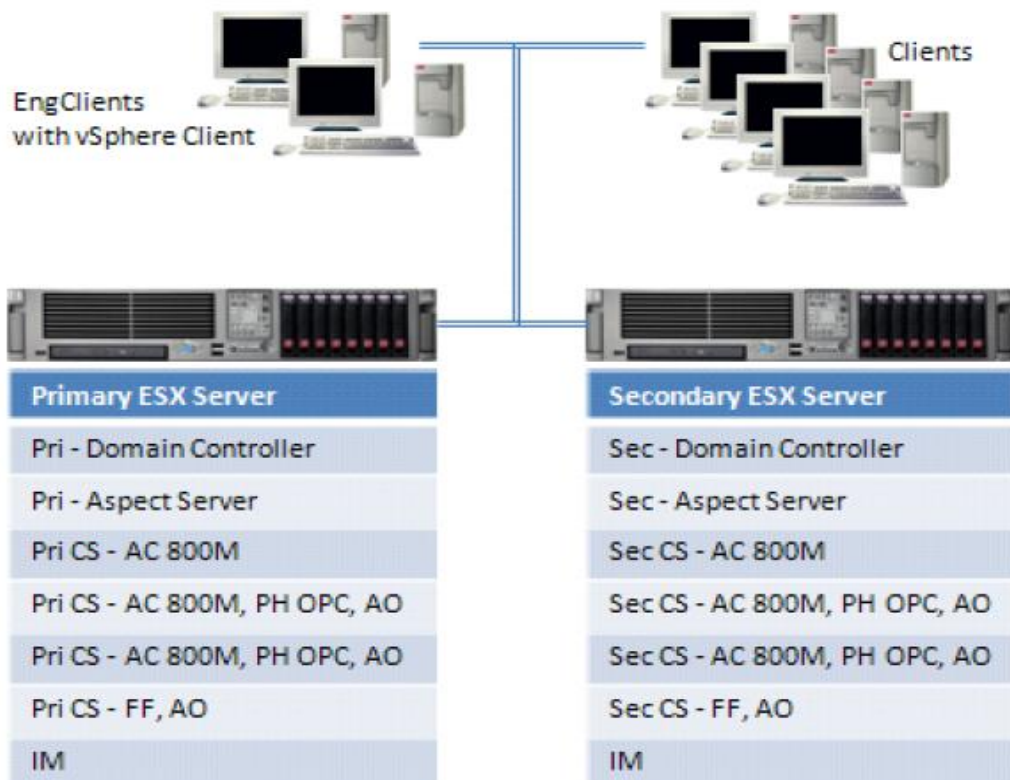 EngClients
with vSphere Client
Clients
Primary ESX Server
Pri - Domain Controller
Pri - Aspect Server
Pri CS - AC 800M
Pri CS - AC 800M, PH OPC, AO
Pri CS - AC 800M, PH OPC, AO
Pri CS - FF, AO
IM
Secondary ESX Server
Sec - Domain Controller
Sec - Aspect Server
Sec CS - AC 800M
Sec CS - AC 800M, PH OPC, AO
Sec CS - AC 800M, PH OPC, AO
Sec CS - FF, AO
IM